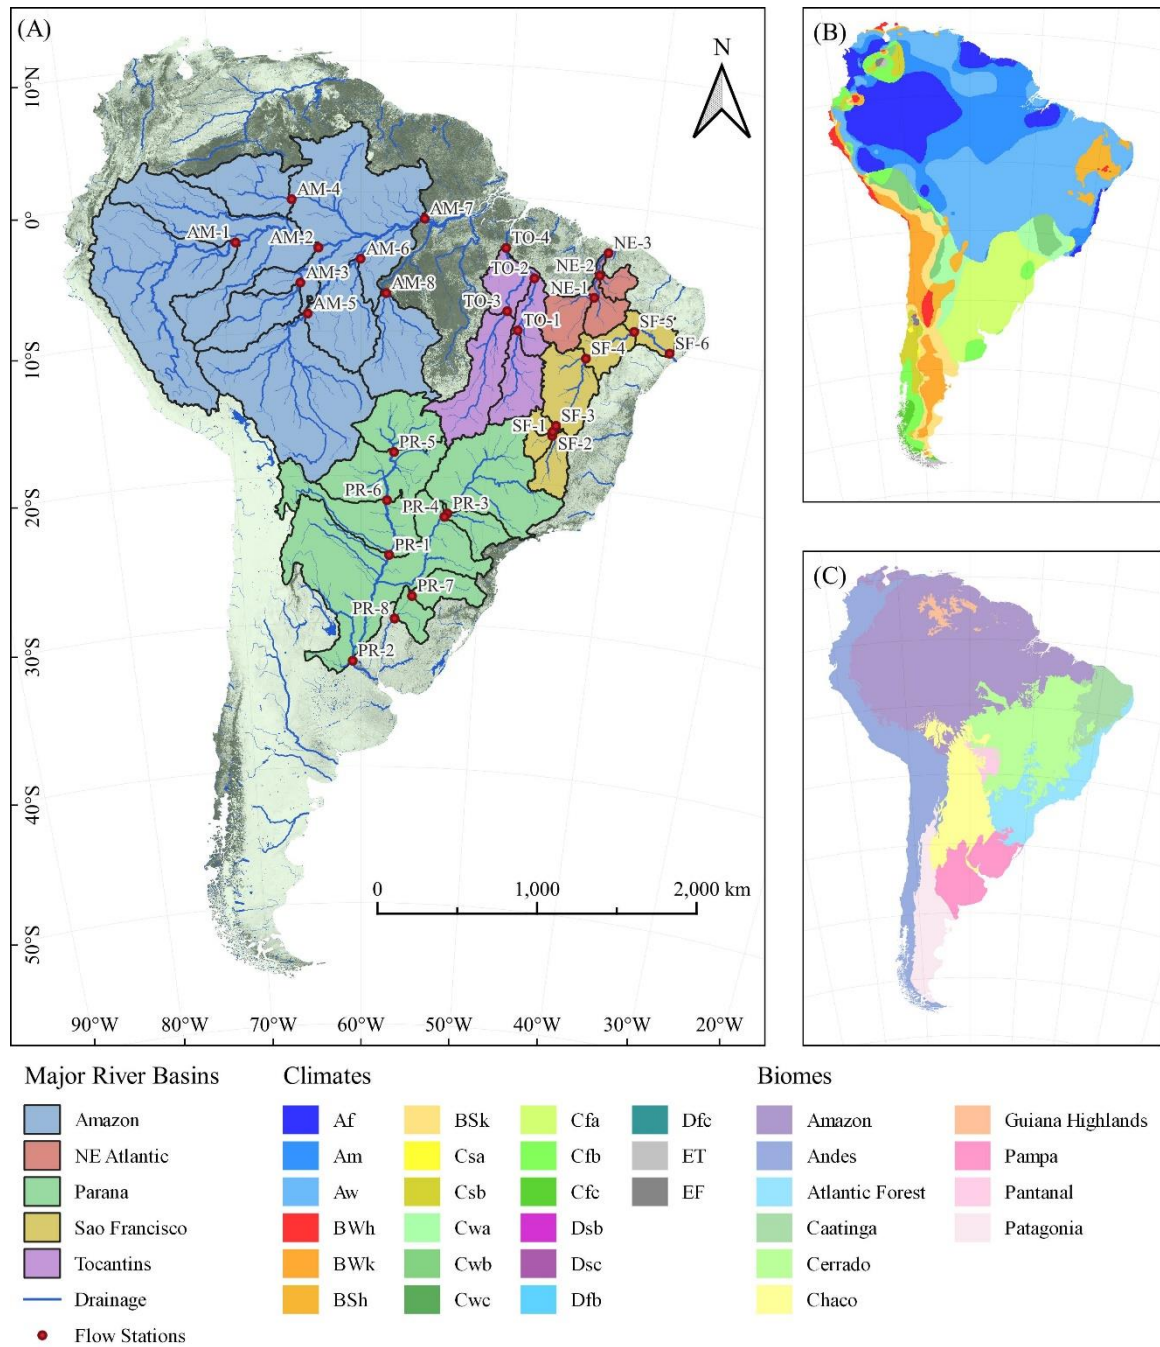 (A)
N
10°N
0°
10°S
20°S
30°S
40°S
50°S
AM-4
AM-7
AM-1
AM-2
AM-6
AM-3
AM-8
AM-5
TO-4
TO-2
TO-3
TO-1
NE-3
NE-2
NE-1
SF-5
SF-4
SF-6
SF-3
SF-1
SF-2
PR-5
PR-6
PR-4
PR-3
PR-1
PR-7
PR-8
PR-2
0 1,000 2,000 km
90°W 80°W 70°W 60°W 50°W 40°W 30°W 20°W
(B)
(C)
Major River Basins
Amazon
NE Atlantic
Parana
Sao Francisco
Tocantins
Drainage
Flow Stations
Climates
Af
Am
Aw
BWh
BWk
BSh
BSk
Csa
Csb
Cwa
Cwb
Cwc
Cfa
Cfb
Cfc
Dsb
Dsc
Dfb
Dfc
ET
EF
Biomes
Amazon
Andes
Atlantic Forest
Caatinga
Cerrado
Chaco
Guiana Highlands
Pampa
Pantanal
Patagonia